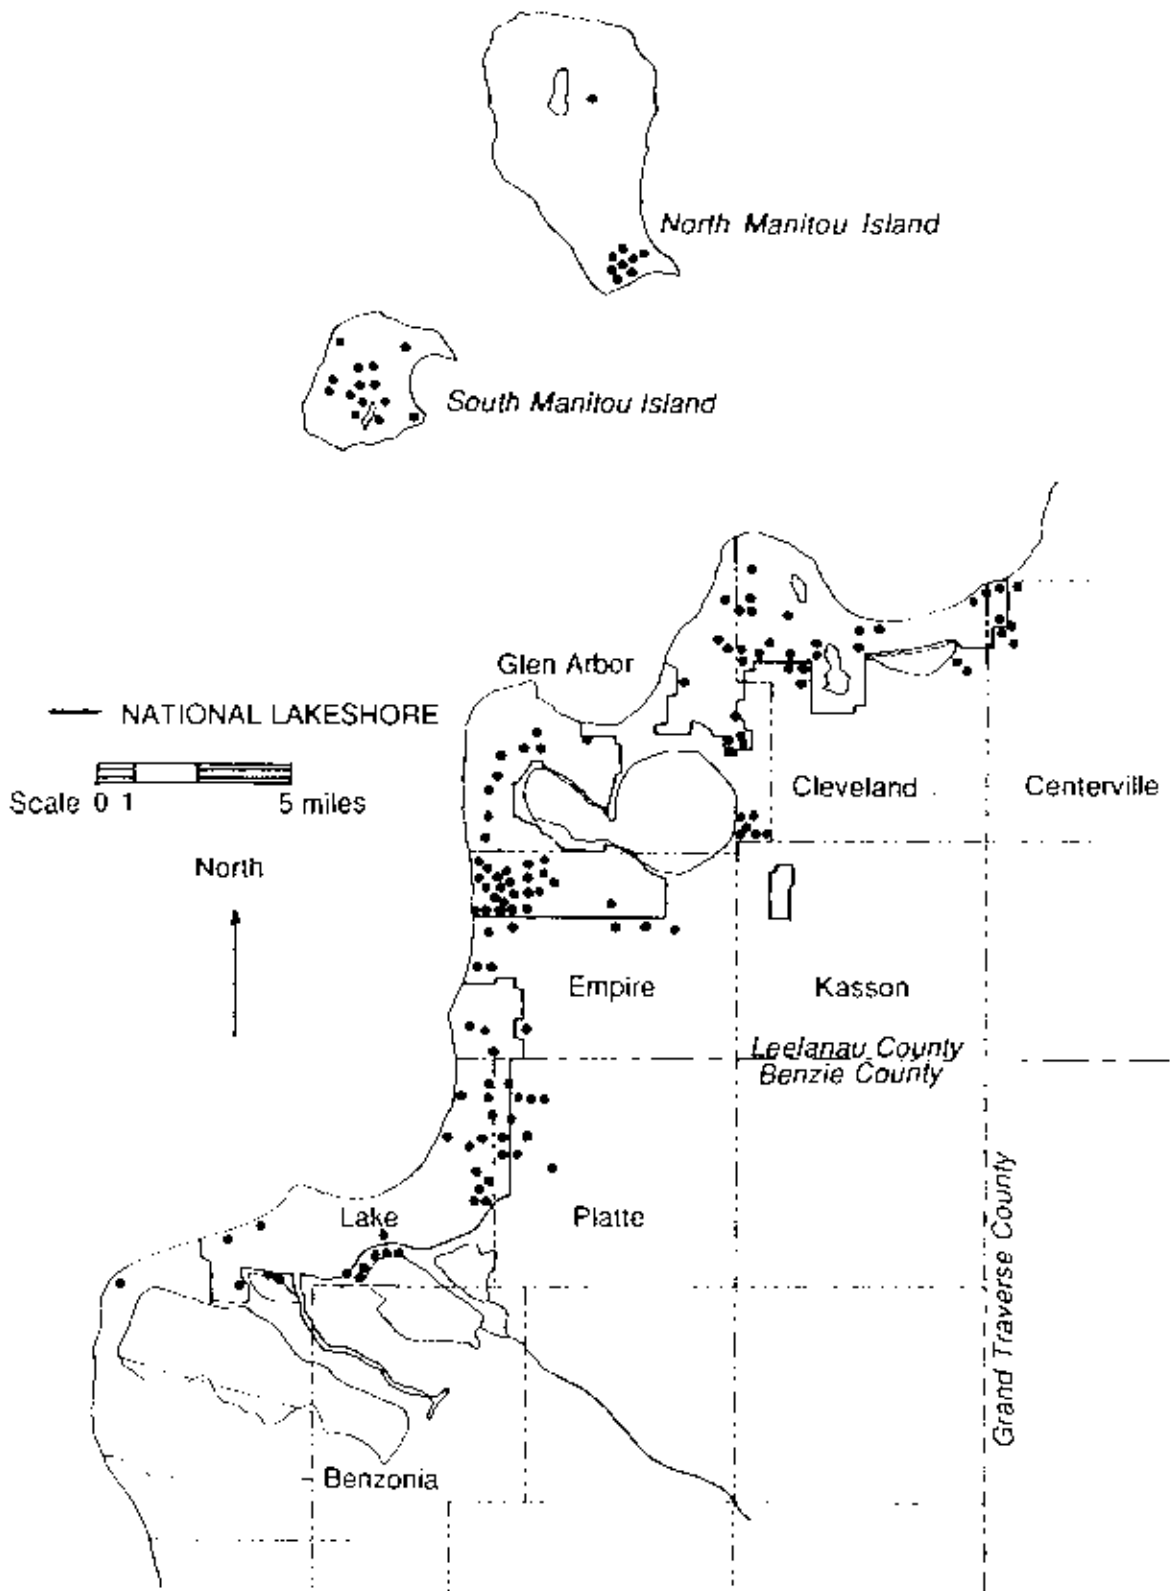 North Manitou Island
South Manitou Island
Glen Arbor
NATIONAL LAKESHORE
Scale 0 1 5 miles
Cleveland
Centerville
North
Empire
Kasson
Leelanau County
Benzie County
Lake
Platte
Grand Traverse County
Benzonia